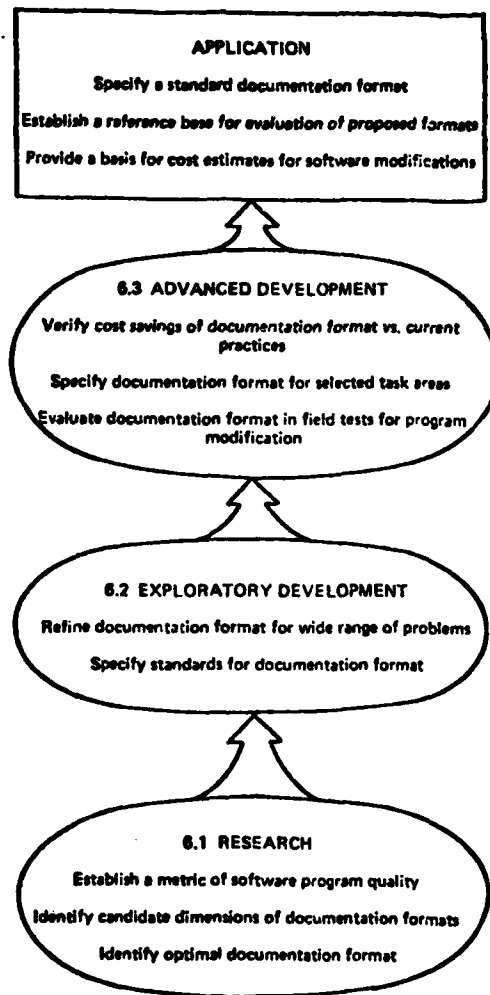 APPLICATION
Specify a standard documentation format
Establish a reference base for evaluation of proposed formats
Provide a basis for cost estimates for software modifications
6.3 ADVANCED DEVELOPMENT
Verify cost savings of documentation format vs. current
practices
Specify documentation format for selected task areas
Evaluate documentation format in field tests for program
modification
6.2 EXPLORATORY DEVELOPMENT
Refine documentation format for wide range of problems
Specify standards for documentation format
6.1 RESEARCH
Establish a metric of software program quality
Identify candidate dimensions of documentation formats
Identify optimal documentation format